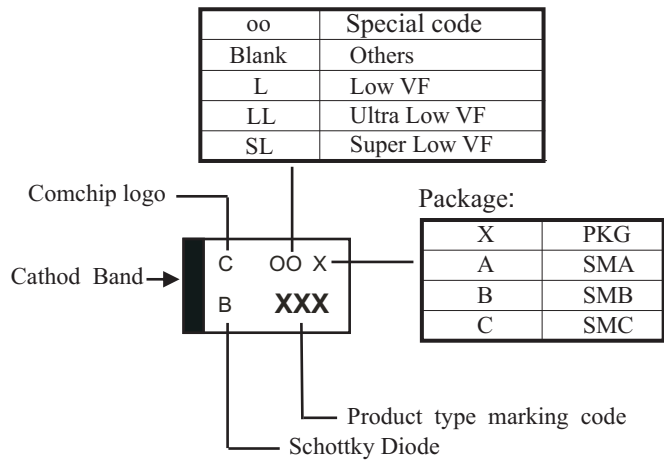 oo Special code
Blank Others
L Low VF
LL Ultra Low VF
SL Super Low VF
Comchip logo
Package:
X PKG
A SMA
B SMB
C SMC
Cathod Band
C OO X
B XXX
Product type marking code
Schottky Diode